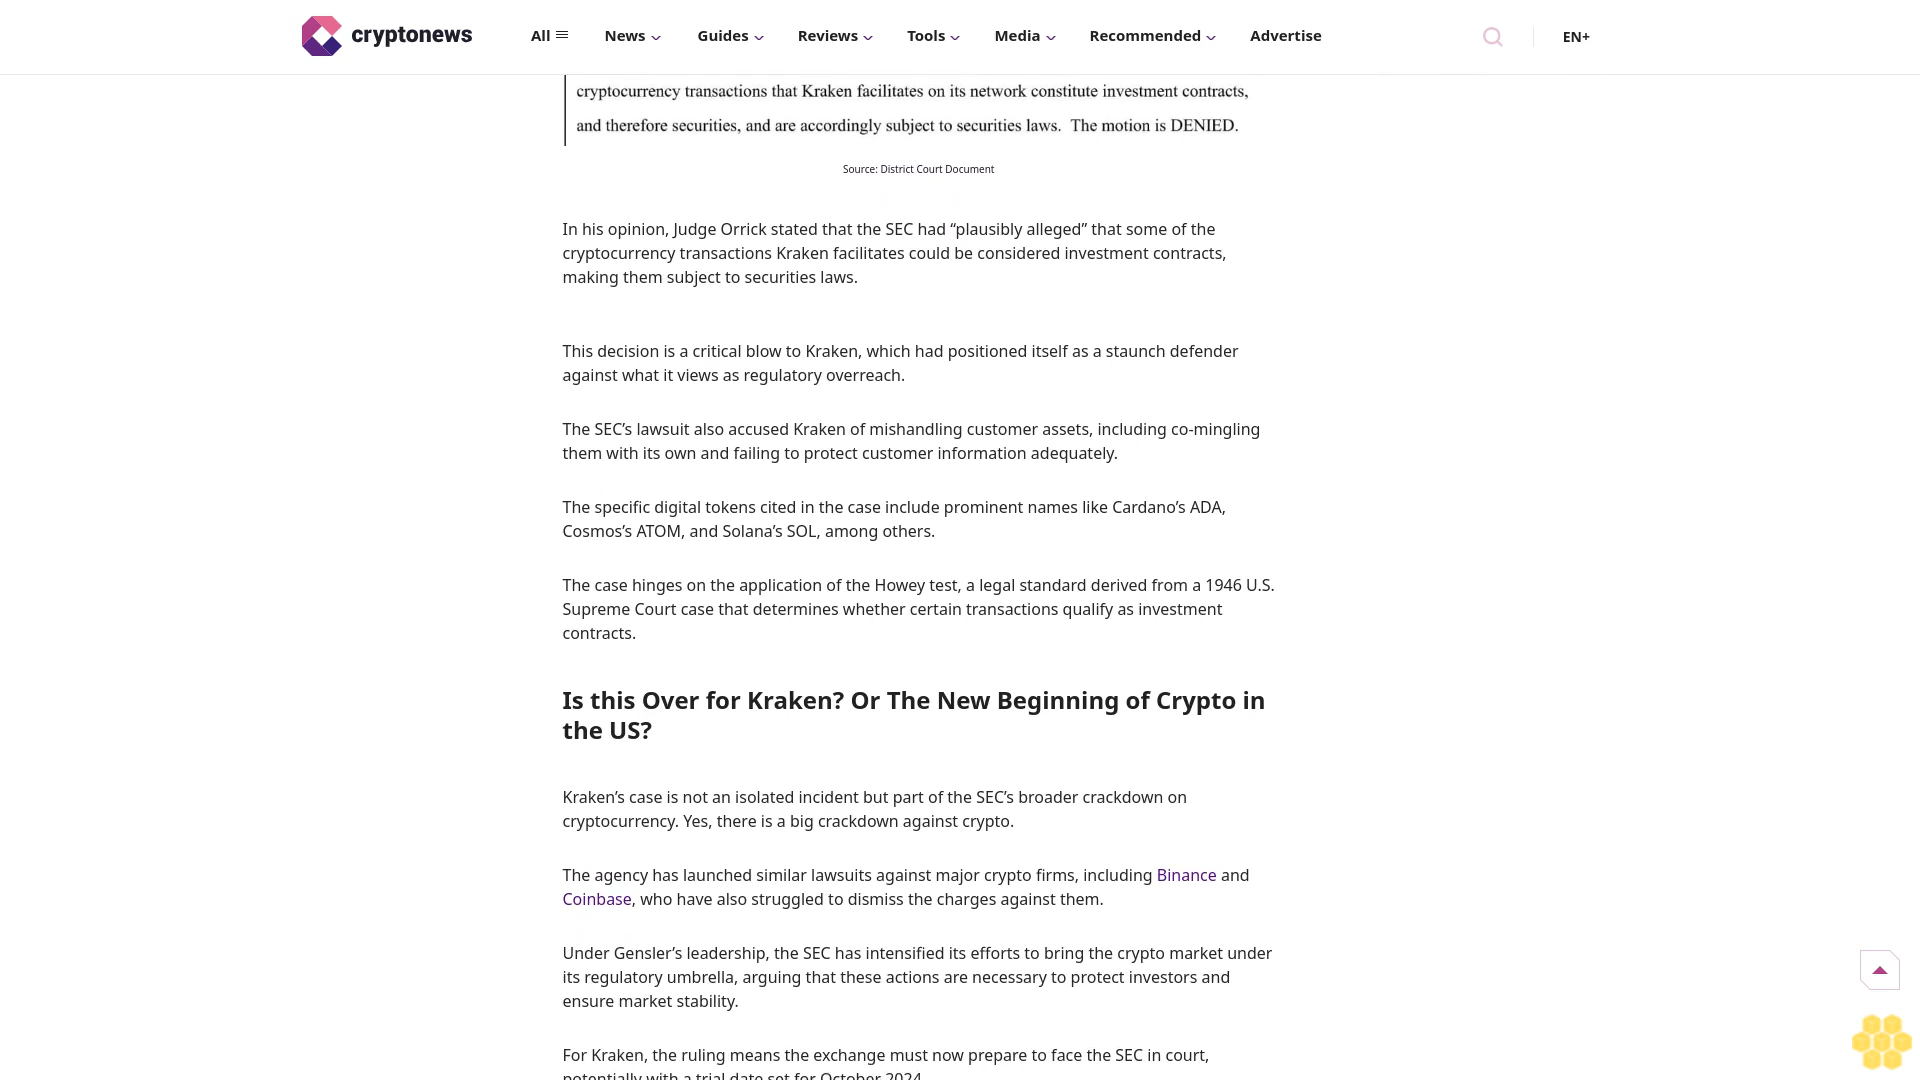 cryptonews
All
News
Guides
Reviews
Tools
Media
Recommended
Advertise
EN+
cryptocurrency transactions that Kraken facilitates on its network constitute investment contracts,
and therefore securities, and are accordingly subject to securities laws. The motion is DENIED.
Source: District Court Document
In his opinion, Judge Orrick stated that the SEC had “plausibly alleged” that some of the
cryptocurrency transactions Kraken facilitates could be considered investment contracts,
making them subject to securities laws.
This decision is a critical blow to Kraken, which had positioned itself as a staunch defender
against what it views as regulatory overreach.
The SEC’s lawsuit also accused Kraken of mishandling customer assets, including co-mingling
them with its own and failing to protect customer information adequately.
The specific digital tokens cited in the case include prominent names like Cardano’s ADA,
Cosmos’s ATOM, and Solana’s SOL, among others.
The case hinges on the application of the Howey test, a legal standard derived from a 1946 U.S.
Supreme Court case that determines whether certain transactions qualify as investment
contracts.
Is this Over for Kraken? Or The New Beginning of Crypto in
the US?
Kraken’s case is not an isolated incident but part of the SEC’s broader crackdown on
cryptocurrency. Yes, there is a big crackdown against crypto.
The agency has launched similar lawsuits against major crypto firms, including Binance and
Coinbase, who have also struggled to dismiss the charges against them.
Under Gensler’s leadership, the SEC has intensified its efforts to bring the crypto market under
its regulatory umbrella, arguing that these actions are necessary to protect investors and
ensure market stability.
For Kraken, the ruling means the exchange must now prepare to face the SEC in court,
potentially with a trial date set for October 2024.